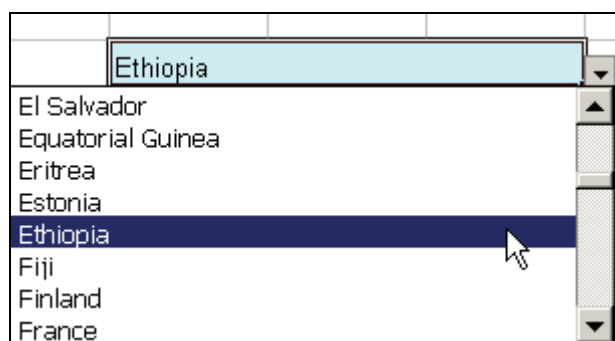 Ethiopia
El Salvador
Equatorial Guinea
Eritrea
Estonia
Ethiopia
Fiji
Finland
France